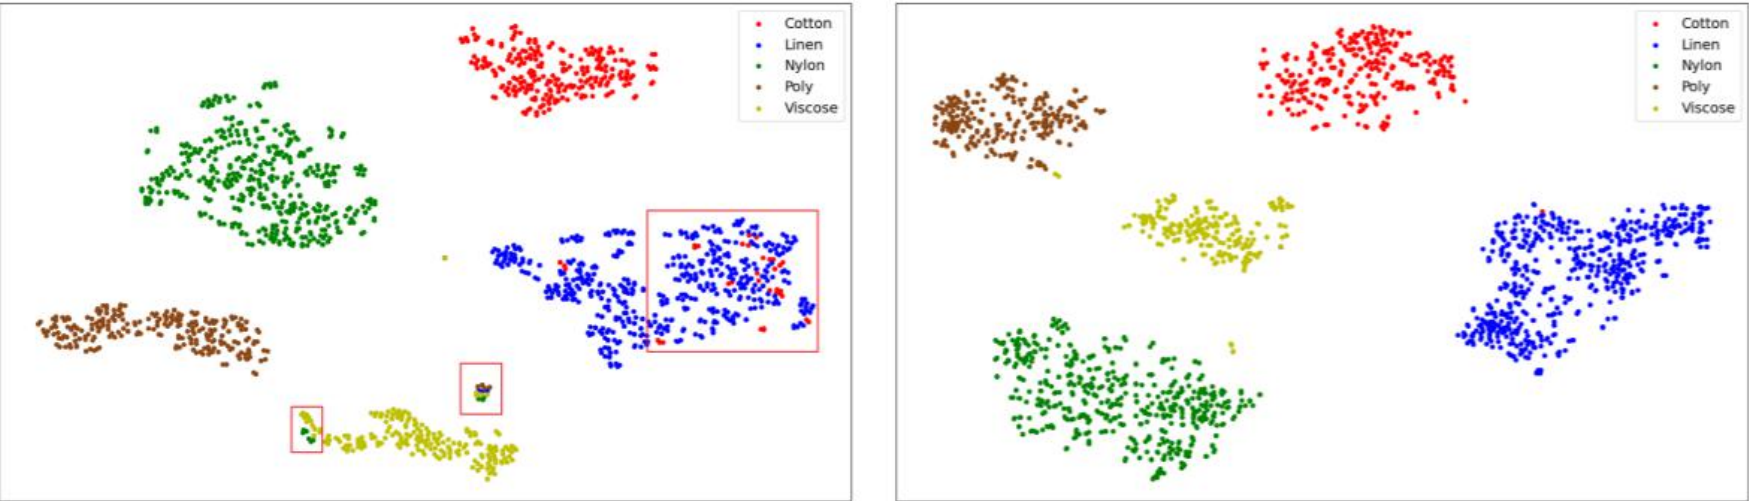 Cotton
Linen
Nylon
Poly
Viscose
Cotton
Linen
Nylon
Poly
Viscose